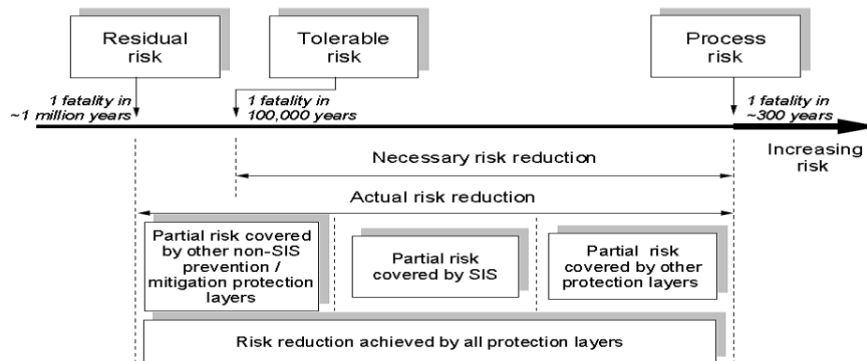 Residual
risk
Tolerable
risk
Process
risk
1 fatality in
~1 million years
1 fatality in
100,000 years
1 fatality in
~300 years
Increasing
risk
Necessary risk reduction
Actual risk reduction
Partial risk covered
by other non-SIS
prevention /
mitigation protection
layers
Partial risk
covered by SIS
Partial risk
covered by other
protection layers
Risk reduction achieved by all protection layers